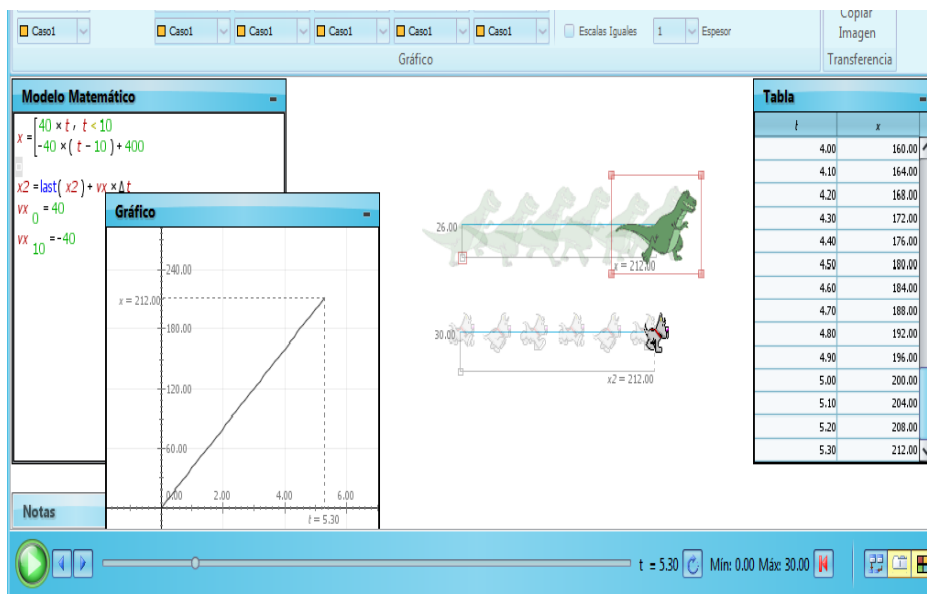 Caso1 Caso1 Caso1 Caso1 Caso1 Caso1 Escalas Iguales 1 Espesor
Copiar
Imagen
Gráfico Transferencia
Modelo Matemático
x = 40 × t , t < 10
-40 × ( t - 10 ) + 400
x2 = last( x2 ) + vx × Δt
vx 0 = 40
vx 10 = -40
Gráfico
240.00
x = 212.00
180.00
120.00
60.00
0.00 2.00 4.00 6.00
t = 5.30
26.00
x = 212.00
30.00
x2 = 212.00
Tabla
t x
4.00 160.00
4.10 164.00
4.20 168.00
4.30 172.00
4.40 176.00
4.50 180.00
4.60 184.00
4.70 188.00
4.80 192.00
4.90 196.00
5.00 200.00
5.10 204.00
5.20 208.00
5.30 212.00
Notas
t = 5.30 Mín: 0.00 Máx: 30.00